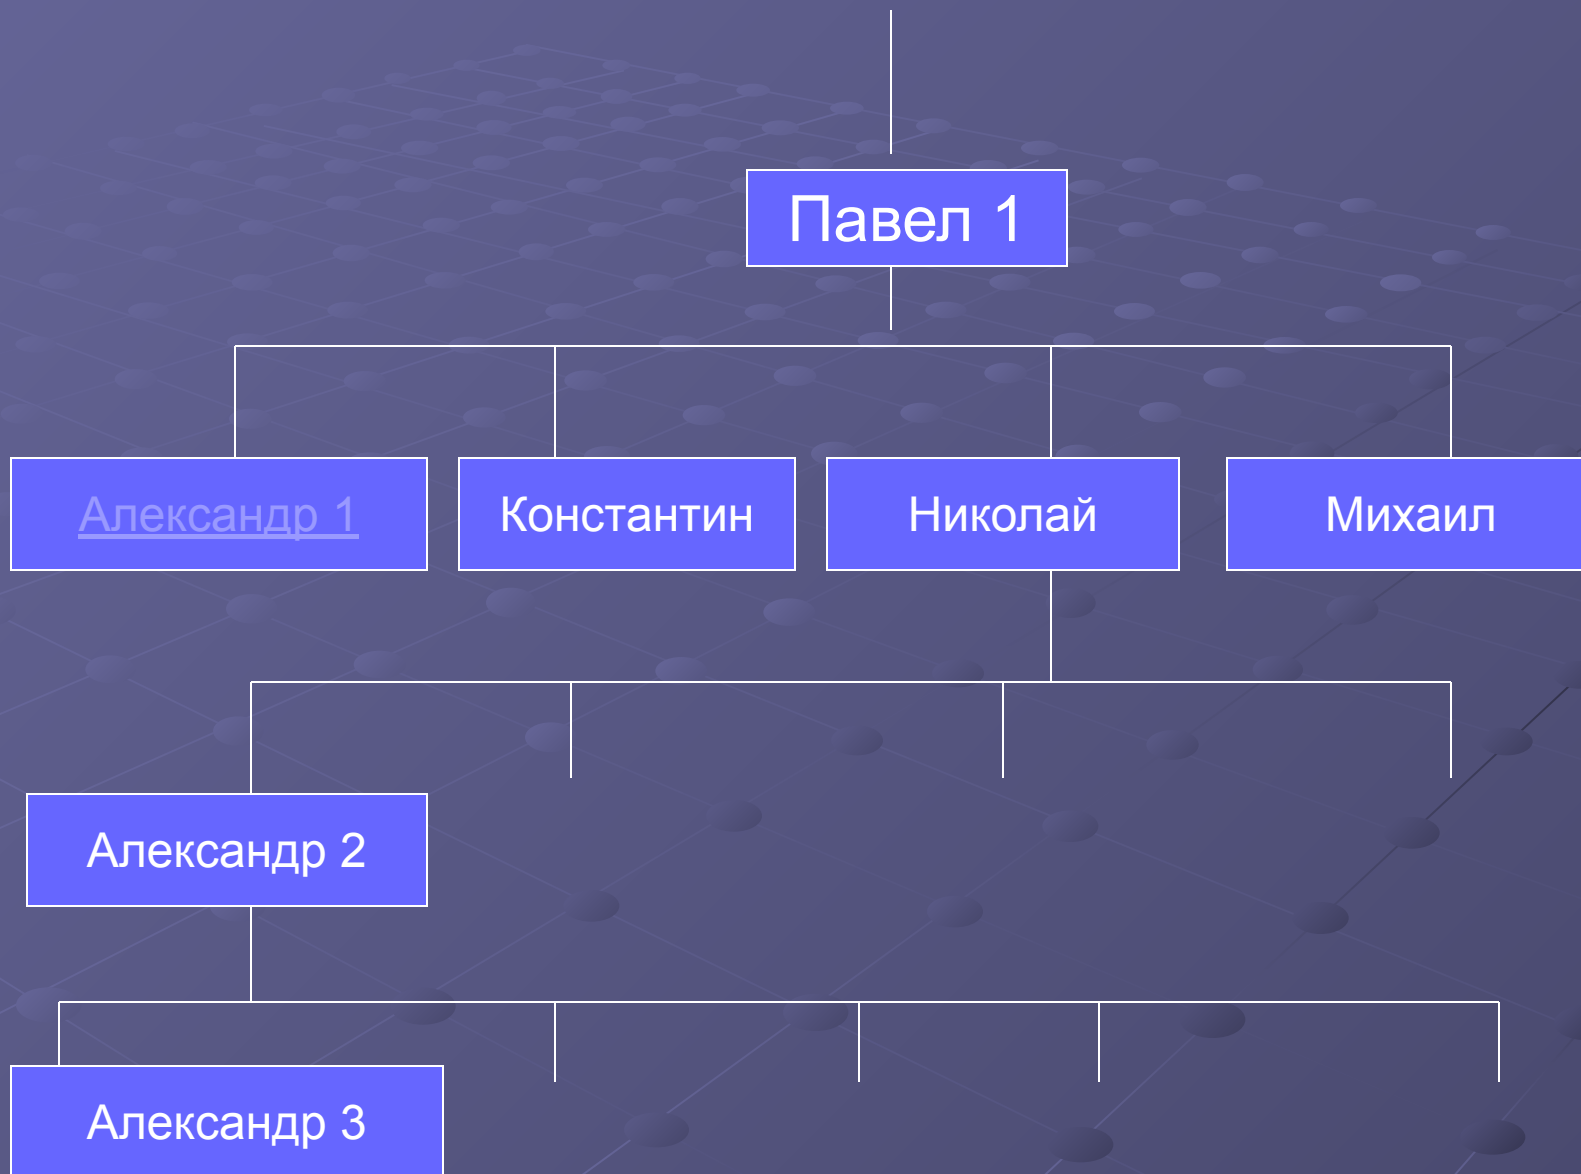 Павел 1
Александр 1
Константин
Николай
Михаил
Александр 2
Александр 3